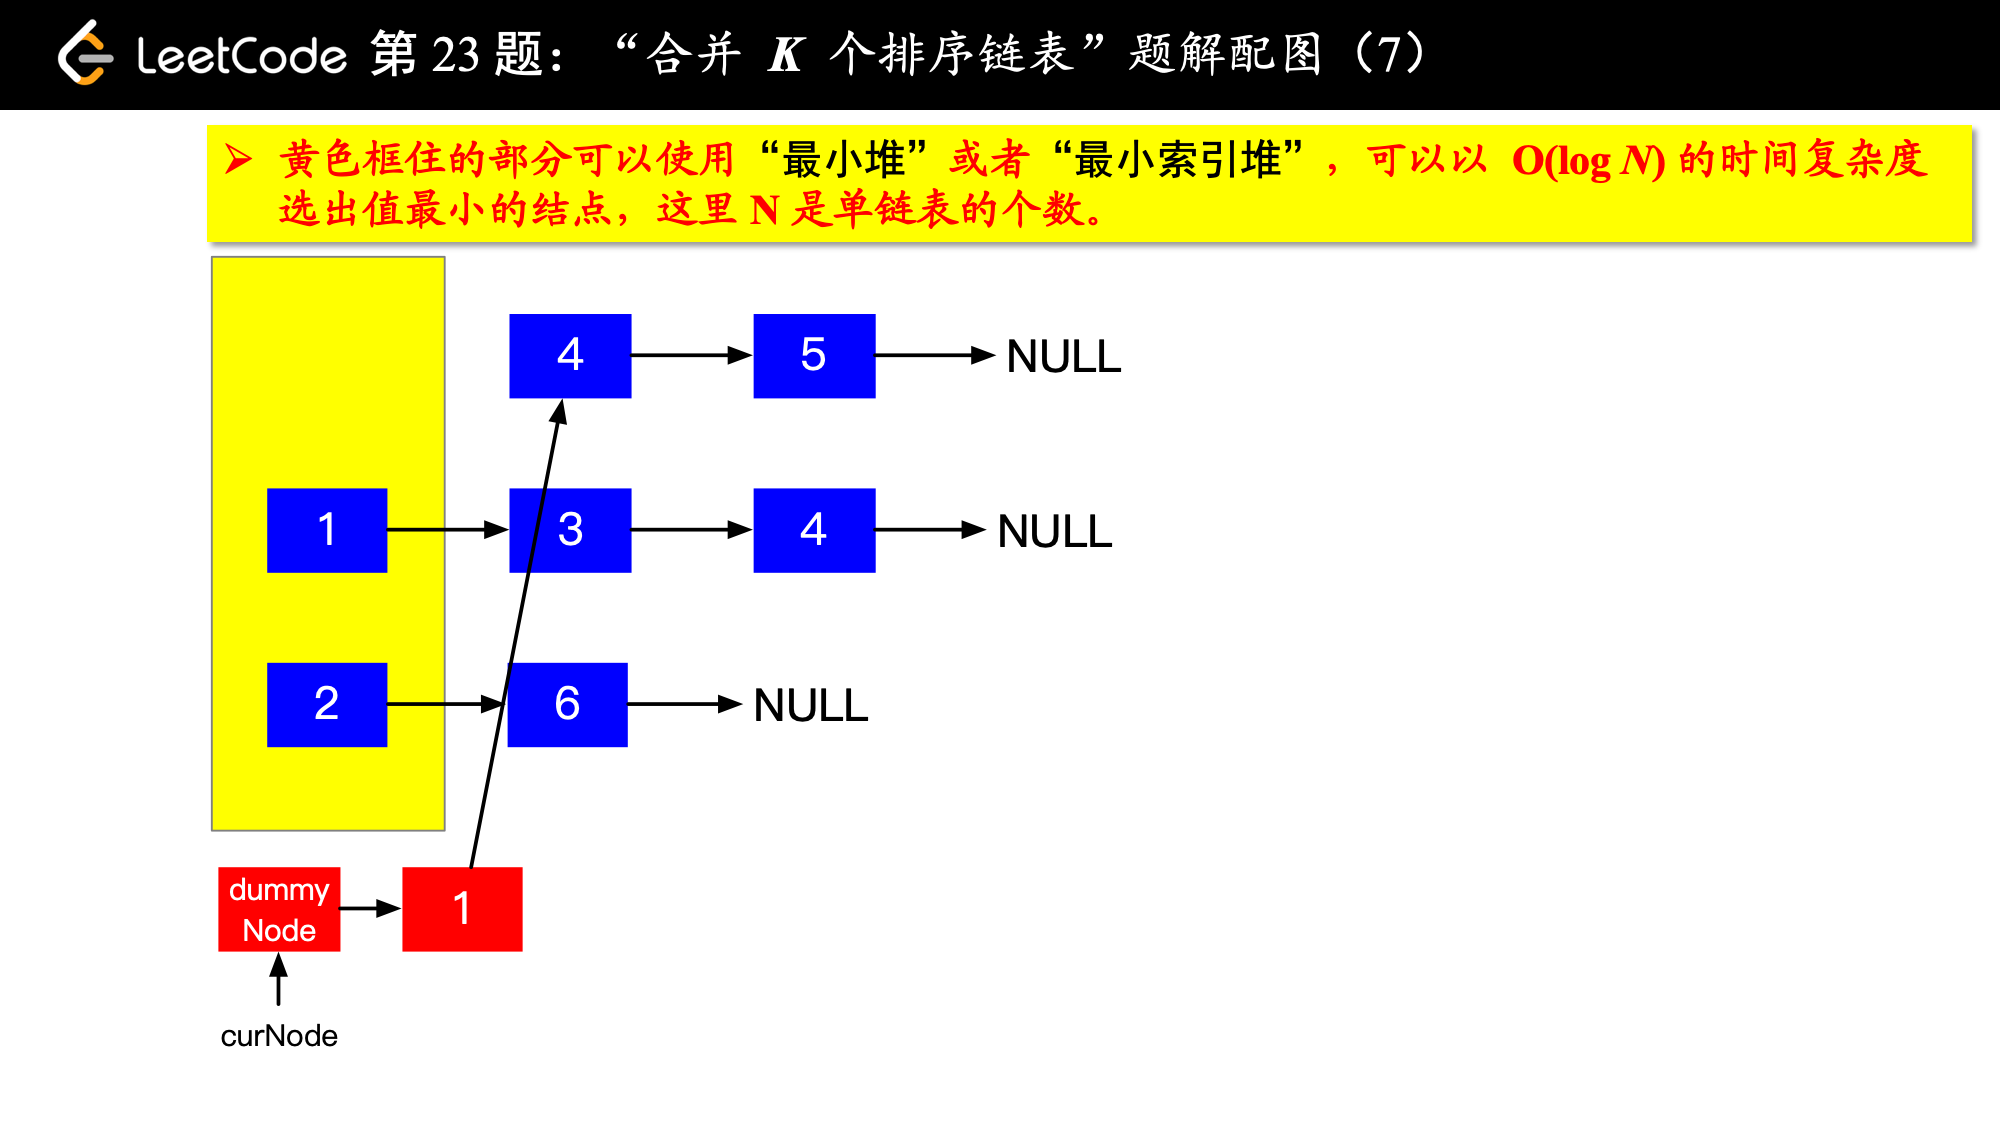 LeetCode 第 23 题：“合并 K 个排序链表”题解配图（7）
➢ 黄色框住的部分可以使用“最小堆”或者“最小索引堆”，可以以 O(log N) 的时间复杂度
选出值最小的结点，这里 N 是单链表的个数。
4 5 NULL
1 3 4 NULL
2 6 NULL
dummy
Node
1
curNode